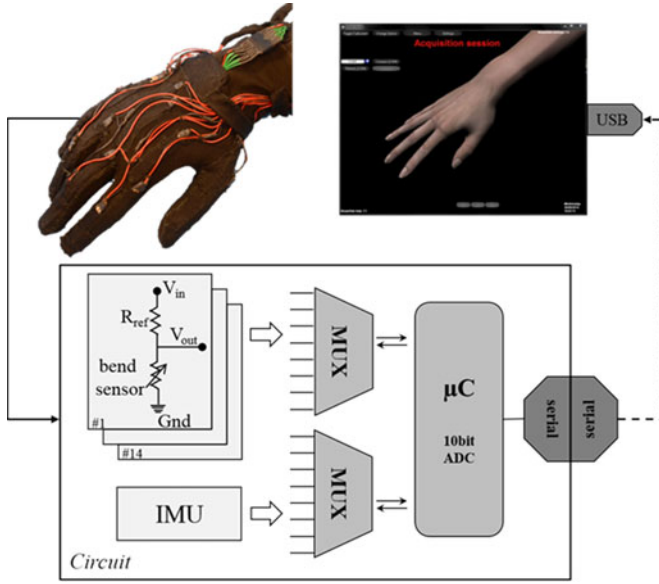 Acquisition session
USB
Vin
Rref
Vout
bend
sensor
Gnd
#1
#14
MUX
µC
10bit
ADC
serial
serial
IMU
MUX
Circuit